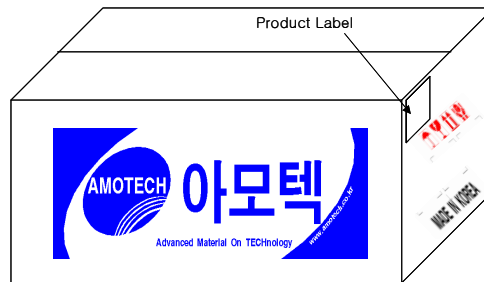 Product Label
AMOTECH
아모텍
Advanced Material On TECHnology
www.amotech.co.kr
MADE IN KOREA